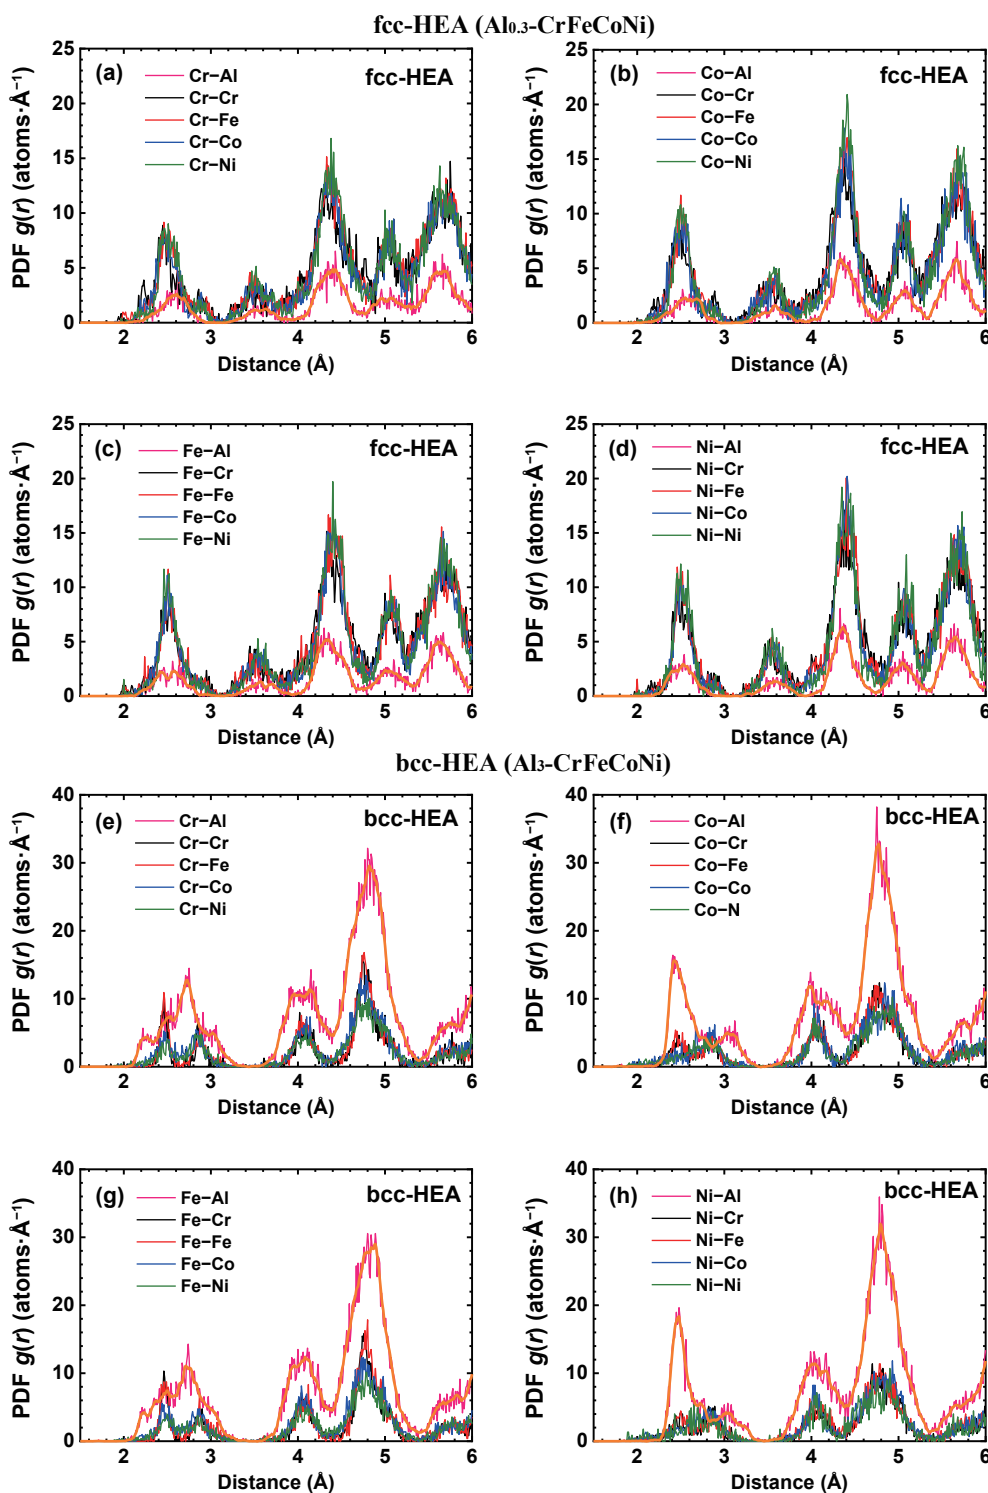 fcc-HEA (Al0.3-CrFeCoNi)
(a)
fcc-HEA
Cr−Al
Cr−Cr
Cr−Fe
Cr−Co
Cr−Ni
PDF g(r) (atoms·Å⁻¹)
25
20
15
10
5
0
2 3 4 5 6
Distance (Å)
(b)
fcc-HEA
Co−Al
Co−Cr
Co−Fe
Co−Co
Co−Ni
PDF g(r) (atoms·Å⁻¹)
25
20
15
10
5
0
2 3 4 5 6
Distance (Å)
(c)
fcc-HEA
Fe−Al
Fe−Cr
Fe−Fe
Fe−Co
Fe−Ni
PDF g(r) (atoms·Å⁻¹)
25
20
15
10
5
0
2 3 4 5 6
Distance (Å)
(d)
fcc-HEA
Ni−Al
Ni−Cr
Ni−Fe
Ni−Co
Ni−Ni
PDF g(r) (atoms·Å⁻¹)
25
20
15
10
5
0
2 3 4 5 6
Distance (Å)
bcc-HEA (Al3-CrFeCoNi)
(e)
bcc-HEA
Cr−Al
Cr−Cr
Cr−Fe
Cr−Co
Cr−Ni
PDF g(r) (atoms·Å⁻¹)
40
30
20
10
0
2 3 4 5 6
Distance (Å)
(f)
bcc-HEA
Co−Al
Co−Cr
Co−Fe
Co−Co
Co−N
PDF g(r) (atoms·Å⁻¹)
40
30
20
10
0
2 3 4 5 6
Distance (Å)
(g)
bcc-HEA
Fe−Al
Fe−Cr
Fe−Fe
Fe−Co
Fe−Ni
PDF g(r) (atoms·Å⁻¹)
40
30
20
10
0
2 3 4 5 6
Distance (Å)
(h)
bcc-HEA
Ni−Al
Ni−Cr
Ni−Fe
Ni−Co
Ni−Ni
PDF g(r) (atoms·Å⁻¹)
40
30
20
10
0
2 3 4 5 6
Distance (Å)